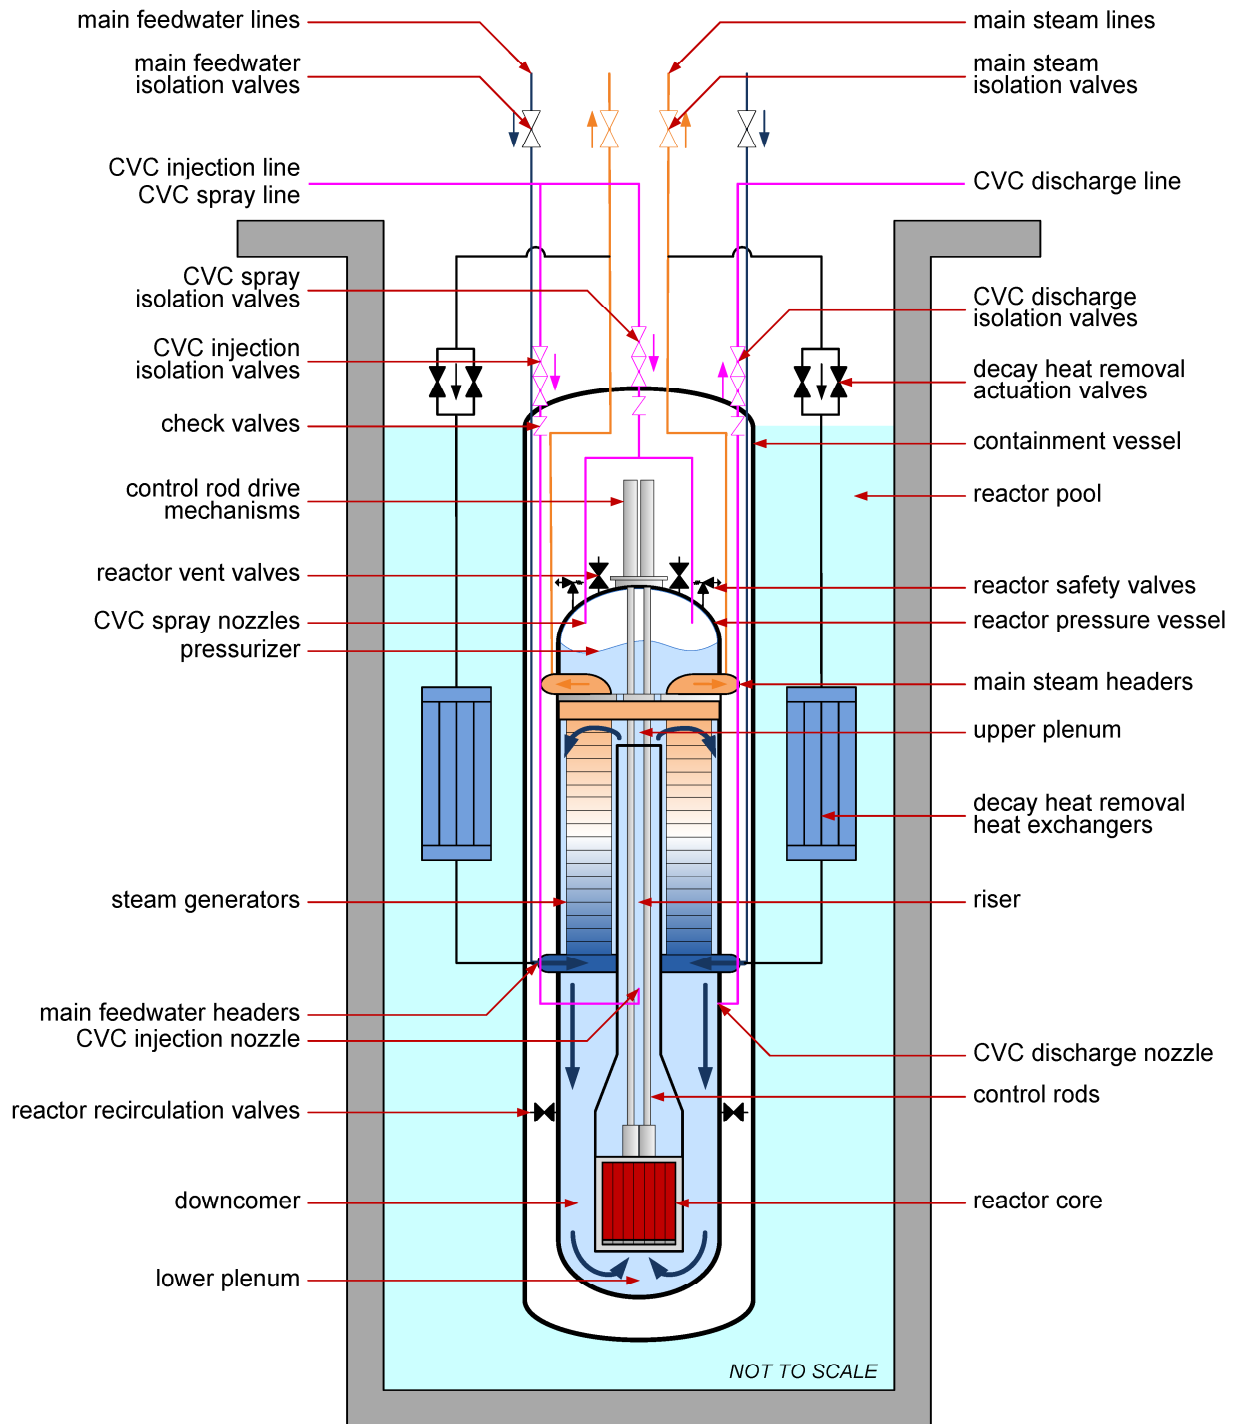 main feedwater lines
main feedwater
isolation valves
CVC injection line
CVC spray line
CVC spray
isolation valves
CVC injection
isolation valves
check valves
control rod drive
mechanisms
reactor vent valves
CVC spray nozzles
pressurizer
steam generators
main feedwater headers
CVC injection nozzle
reactor recirculation valves
downcomer
lower plenum
main steam lines
main steam
isolation valves
CVC discharge line
CVC discharge
isolation valves
decay heat removal
actuation valves
containment vessel
reactor pool
reactor safety valves
reactor pressure vessel
main steam headers
upper plenum
decay heat removal
heat exchangers
riser
CVC discharge nozzle
control rods
reactor core
NOT TO SCALE